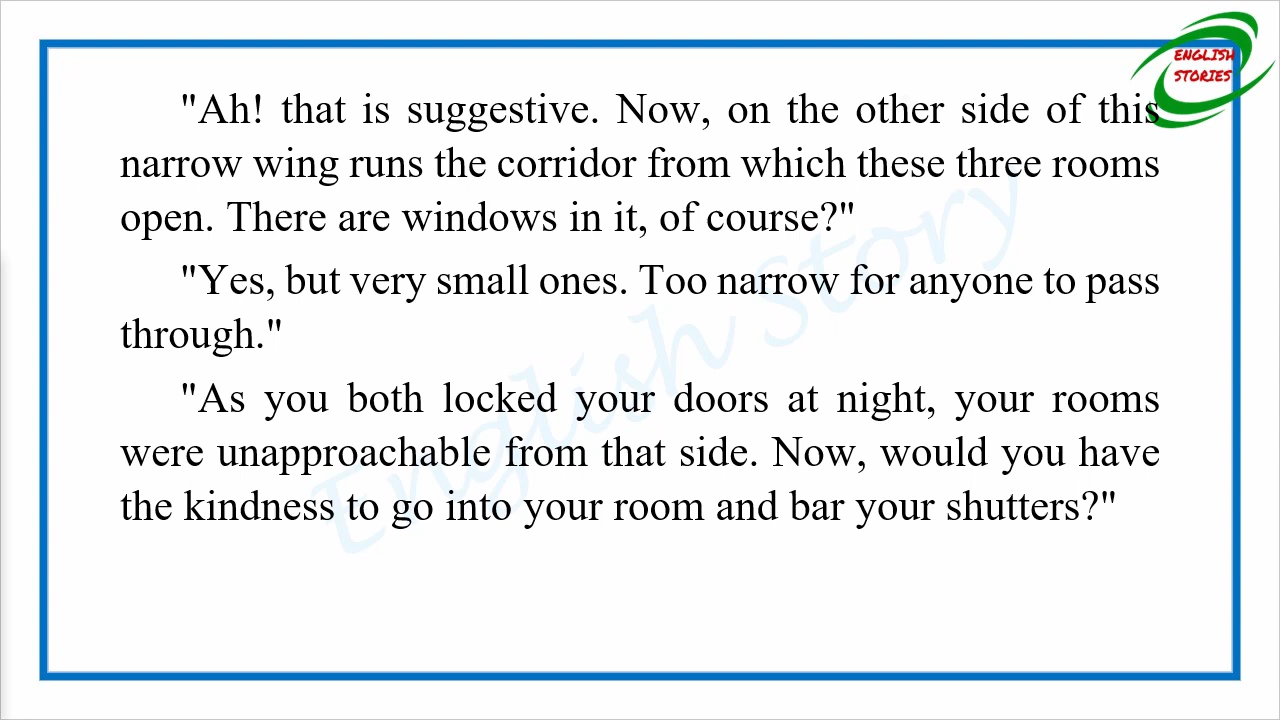 ENGLISH
STORIES
"Ah! that is suggestive. Now, on the other side of this
narrow wing runs the corridor from which these three rooms
open. There are windows in it, of course?"
"Yes, but very small ones. Too narrow for anyone to pass
through."
"As you both locked your doors at night, your rooms
were unapproachable from that side. Now, would you have
the kindness to go into your room and bar your shutters?"
English Story